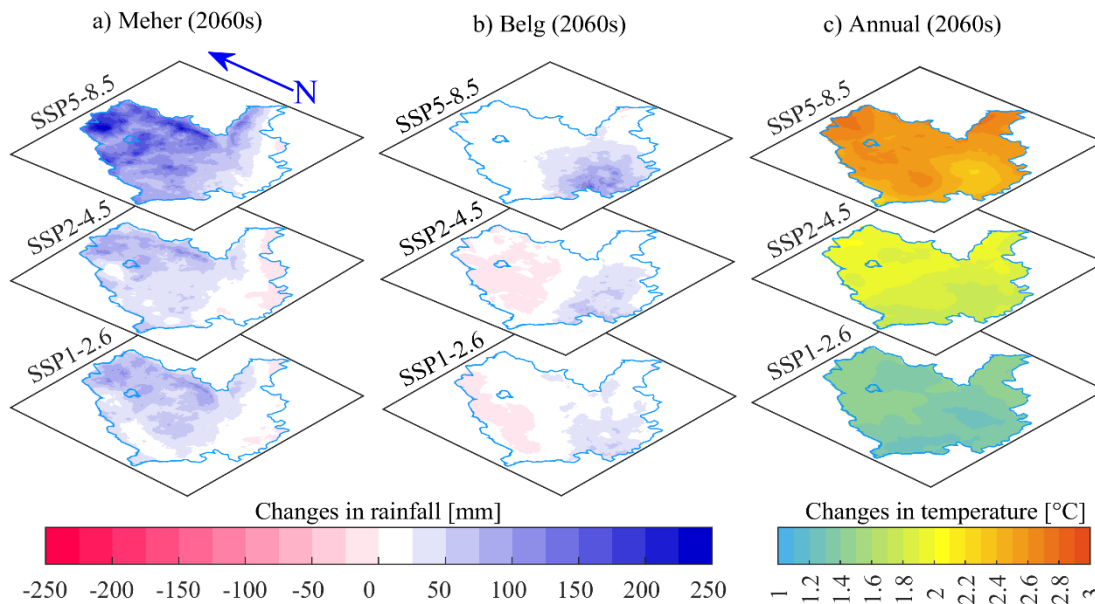 a) Meher (2060s)
b) Belg (2060s)
c) Annual (2060s)
N
SSP5-8.5
SSP5-8.5
SSP5-8.5
SSP2-4.5
SSP2-4.5
SSP2-4.5
SSP1-2.6
SSP1-2.6
SSP1-2.6
Changes in rainfall [mm]
-250 -200 -150 -100 -50 0 50 100 150 200 250
Changes in temperature [°C]
1 1.2 1.4 1.6 1.8 2 2.2 2.4 2.6 2.8 3